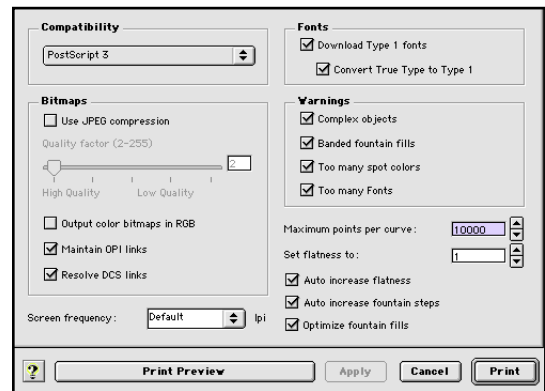 Compatibility
PostScript 3
Bitmaps
Use JPEG compression
Quality factor (2-255)
2
High Quality Low Quality
Output color bitmaps in RGB
Maintain OPI links
Resolve DCS links
Screen frequency: Default lpi
Fonts
Download Type 1 fonts
Convert True Type to Type 1
Warnings
Complex objects
Banded fountain fills
Too many spot colors
Too many Fonts
Maximum points per curve: 10000
Set flatness to: 1
Auto increase flatness
Auto increase fountain steps
Optimize fountain fills
? Print Preview Apply Cancel Print